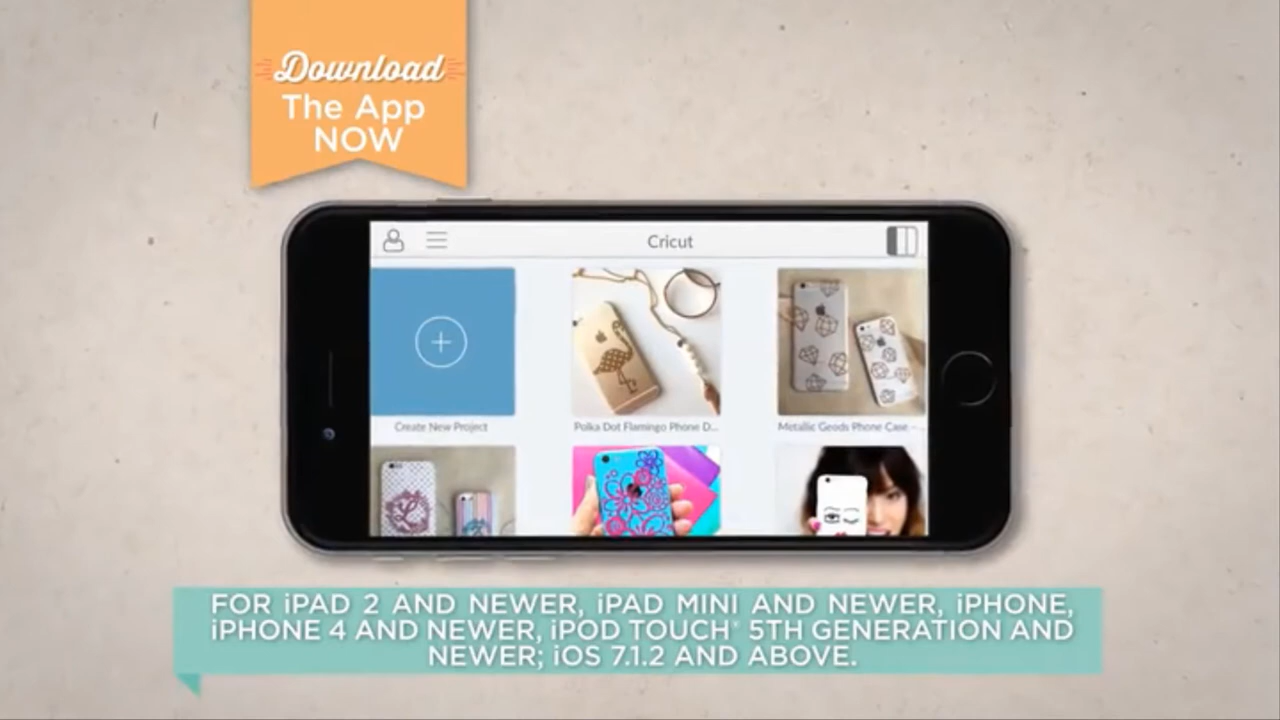 Download
The App
NOW
Cricut
Create New Project
Polka Dot Flamingo Phone D...
Metallic Geods Phone Case -...
FOR iPAD 2 AND NEWER, iPAD MINI AND NEWER, iPHONE,
iPHONE 4 AND NEWER, iPOD TOUCH® 5TH GENERATION AND
NEWER; iOS 7.1.2 AND ABOVE.